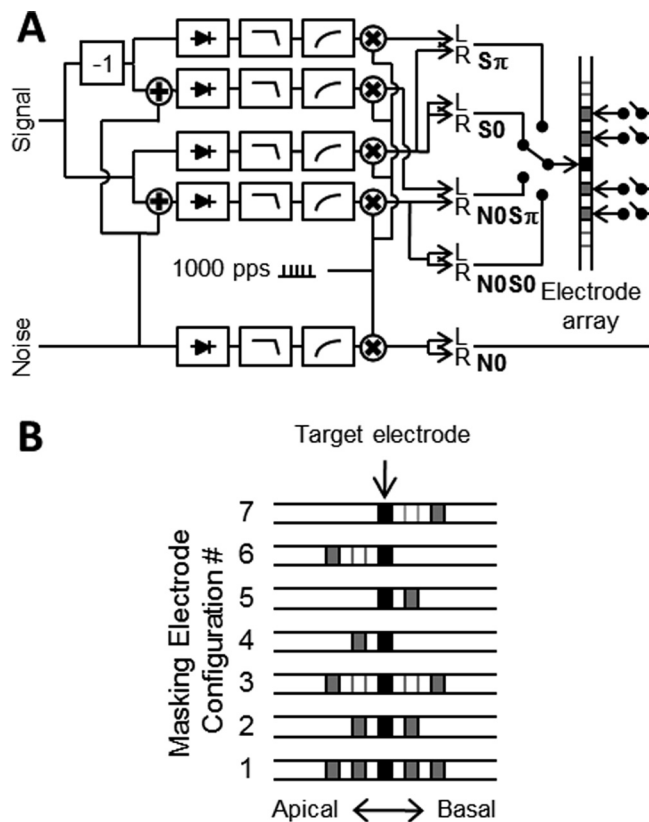 A
Signal
-1
L
R Sπ
L
R S0
L
R N0Sπ
1000 pps
L
R N0S0
Electrode
array
Noise
L
R N0
B
Target electrode
Masking Electrode
Configuration #
7
6
5
4
3
2
1
Apical Basal